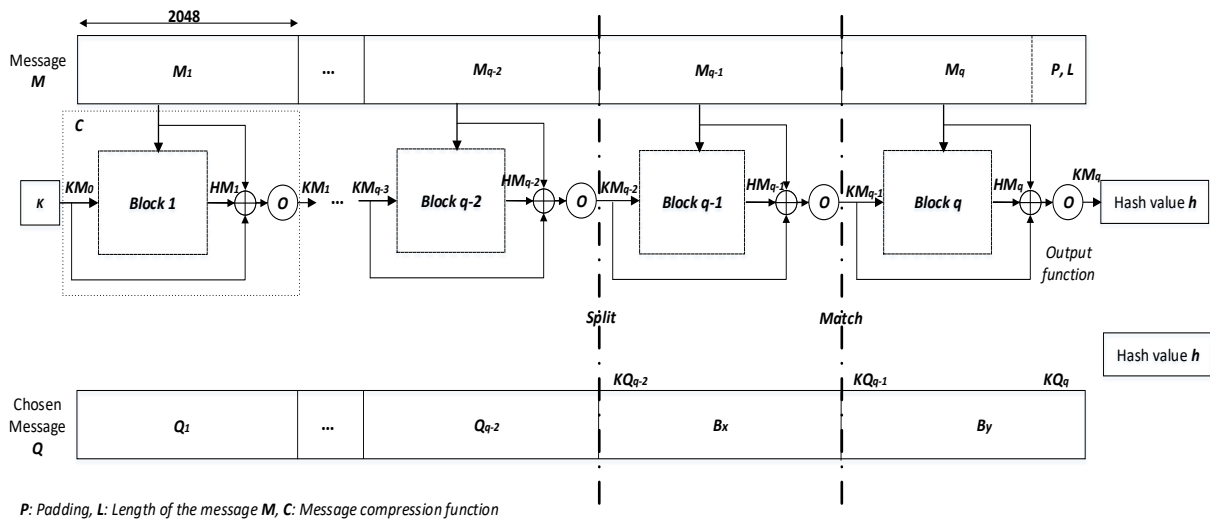 2048
Message
M
M1
...
Mq-2
Mq-1
Mq
P, L
C
K
KM0
Block 1
HM1
O
KM1
...
KMq-3
Block q-2
HMq-2
O
KMq-2
Block q-1
HMq-1
O
KMq-1
Block q
HMq
O
KMq
Hash value h
Output
function
Split
Match
Hash value h
KQq-2
KQq-1
KQq
Chosen
Message
Q
Q1
...
Qq-2
Bx
By
P: Padding, L: Length of the message M, C: Message compression function